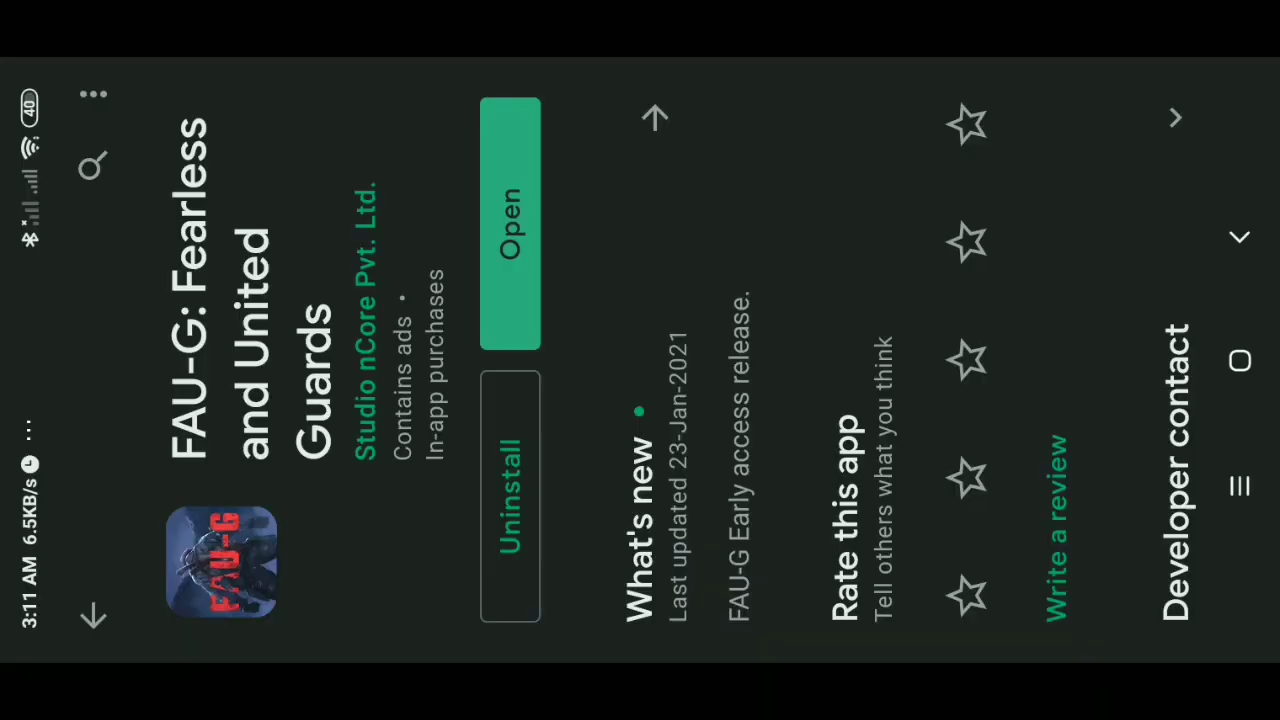 3:11 AM 6.5KB/s ...
40
FAU-G
FAU-G: Fearless
and United
Guards
Studio nCore Pvt. Ltd.
Contains ads •
In-app purchases
Uninstall
Open
What's new •
Last updated 23-Jan-2021
FAU-G Early access release.
Rate this app
Tell others what you think
Write a review
Developer contact